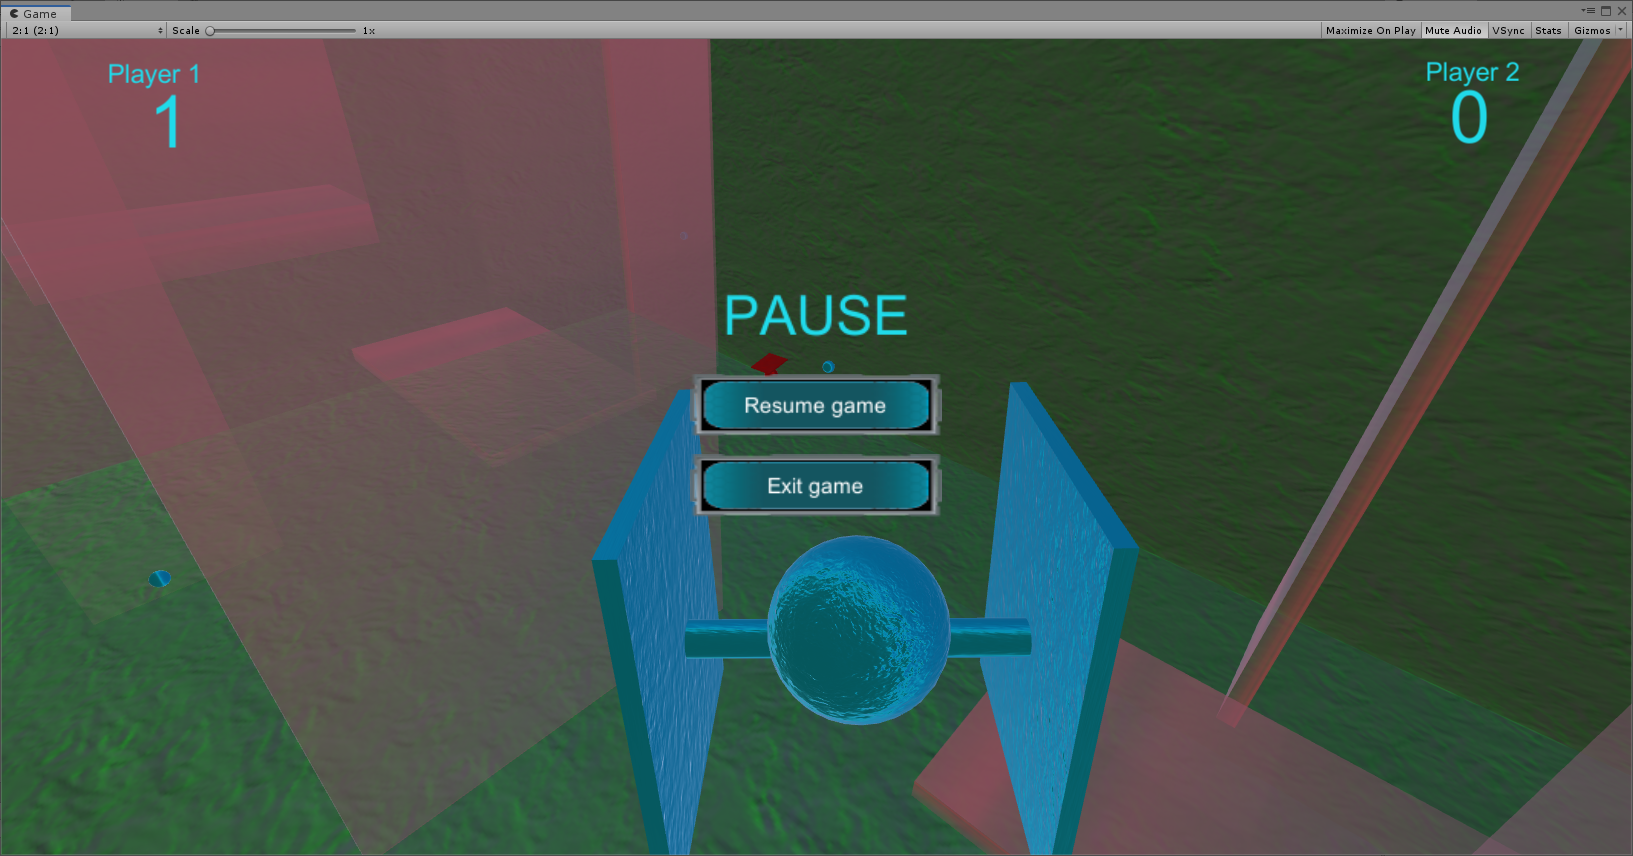 Game
2:1 (2:1)
Scale 1x
Maximize On Play
Mute Audio
VSync
Stats
Gizmos
Player 1
1
Player 2
0
PAUSE
Resume game
Exit game